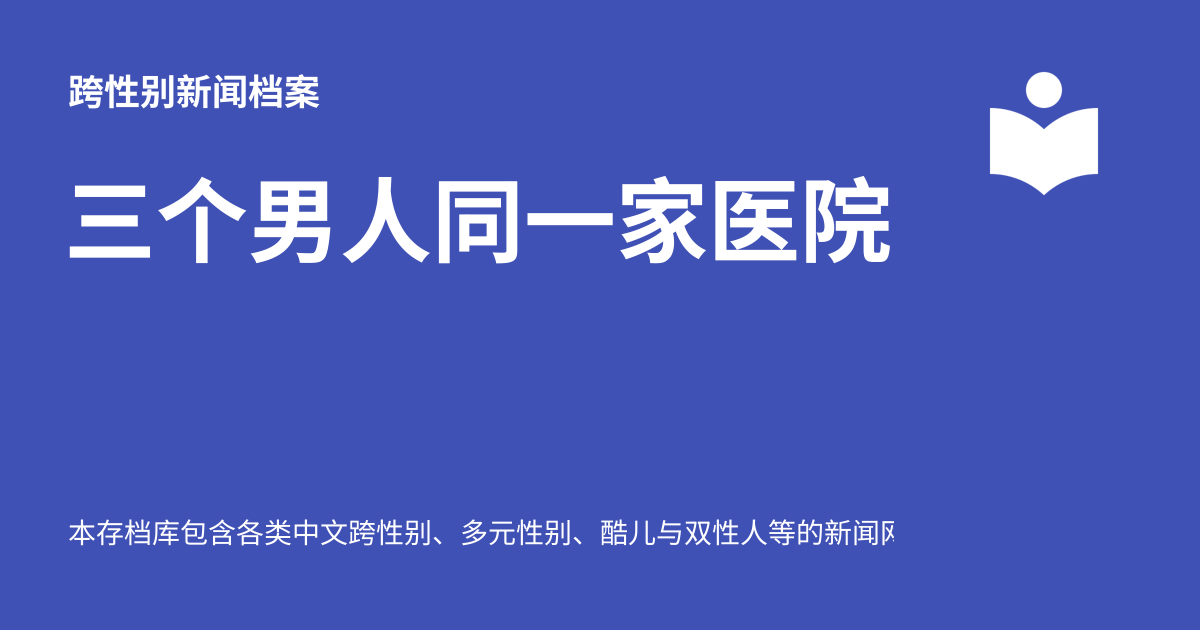 跨性别新闻档案
三个男人同一家医院
本存档库包含各类中文跨性别、多元性别、酷儿与双性人等的新闻